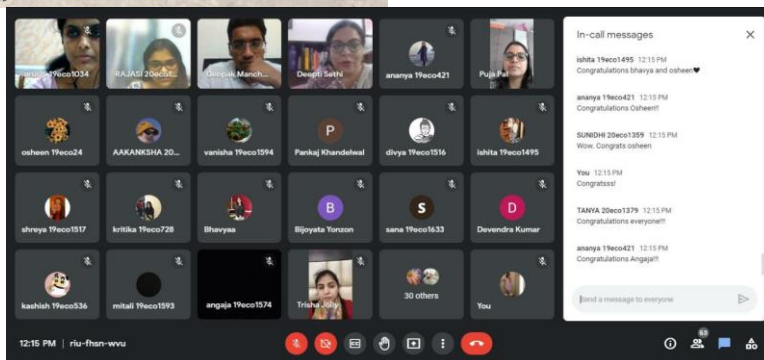 19eco1034
RAJASI 20eco1...
Deepak Manch...
Deepti Sethi
ananya 19eco421
Puja Pal
osheen 19eco24
AAKANKSHA 20...
vanisha 19eco1594
P
Pankaj Khandelwal
divya 19eco1516
ishita 19eco1495
shreya 19eco1517
kritika 19eco728
Bhavyaa
B
Bijoyata Yonzon
S
sana 19eco1633
D
Devendra Kumar
kashish 19eco536
mitali 19eco1593
angaja 19eco1574
Trisha Jolly
30 others
You
In-call messages
ishita 19eco1495 12:15 PM
Congratulations bhavya and osheen🖤
ananya 19eco421 12:15 PM
Congratulations Osheen!!
SUNIDHI 20eco1359 12:15 PM
Wow. Congrats osheen
You 12:15 PM
Congratsss!
TANYA 20eco1379 12:15 PM
Congratulations everyone!!!
ananya 19eco421 12:15 PM
Congratulations Angaja!!!
Send a message to everyone
12:15 PM | riu-fhsn-wvu
63